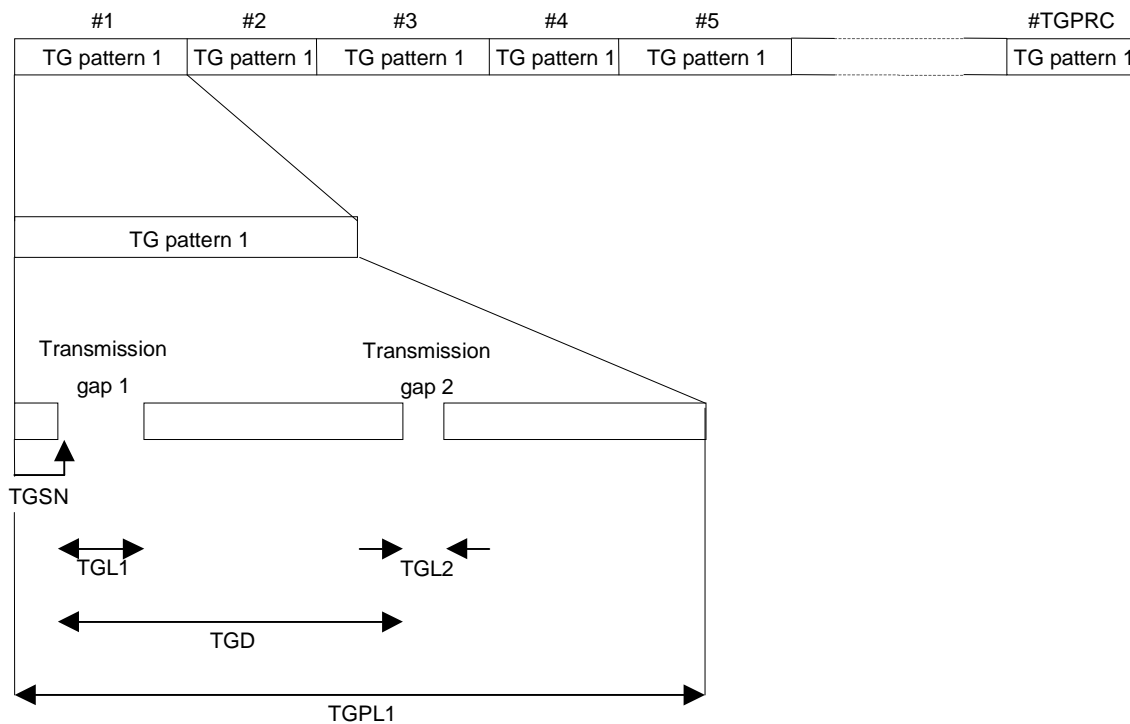 #1 #2 #3 #4 #5 #TGPRC
TG pattern 1 TG pattern 1 TG pattern 1 TG pattern 1 TG pattern 1 TG pattern 1
TG pattern 1
Transmission
gap 1
Transmission
gap 2
TGSN
TGL1
TGL2
TGD
TGPL1